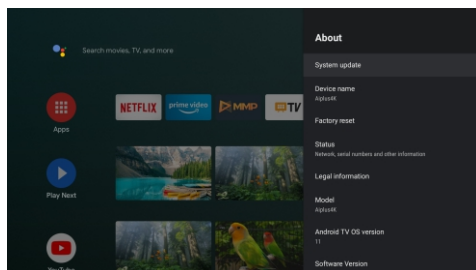 Search movies, TV, and more
Apps
NETFLIX
prime video
MMP
TV
Play Next
YouTube
About
System update
Device name
Aiplus4K
Factory reset
Status
Network, serial numbers and other information
Legal information
Model
Aiplus4K
Android TV OS version
11
Software Version